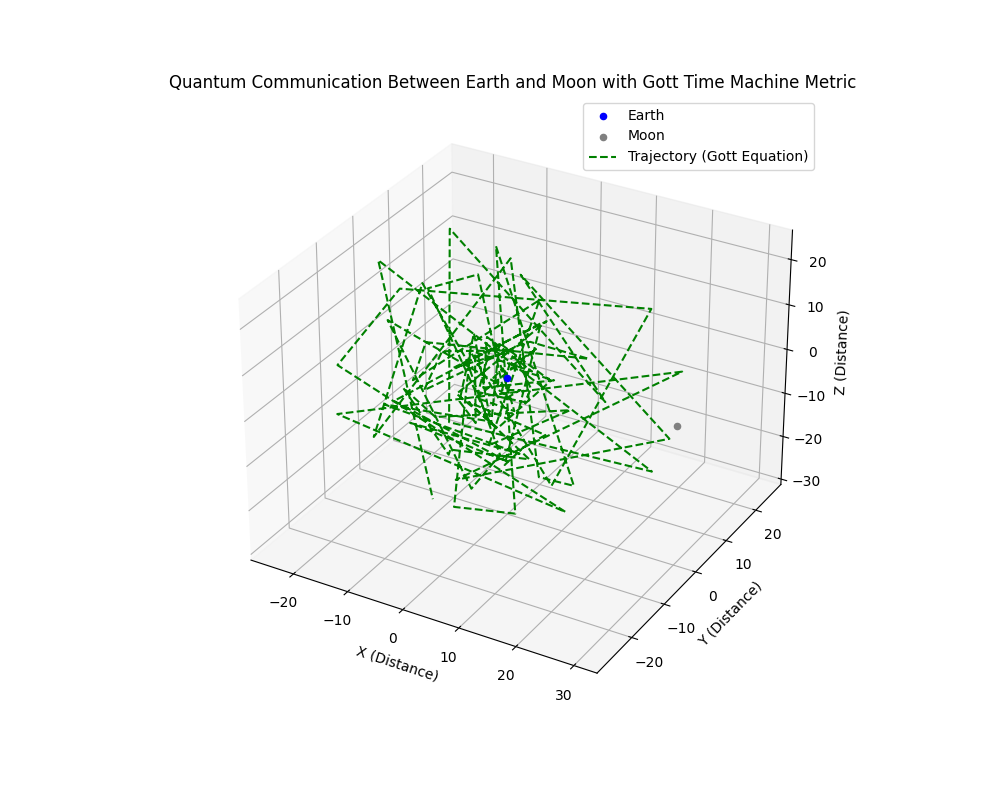 Quantum Communication Between Earth and Moon with Gott Time Machine Metric
Earth
Moon
Trajectory (Gott Equation)
20
10
0
−10
−20
−30
Z (Distance)
20
10
0
−10
−20
Y (Distance)
−20
−10
0
10
20
30
X (Distance)